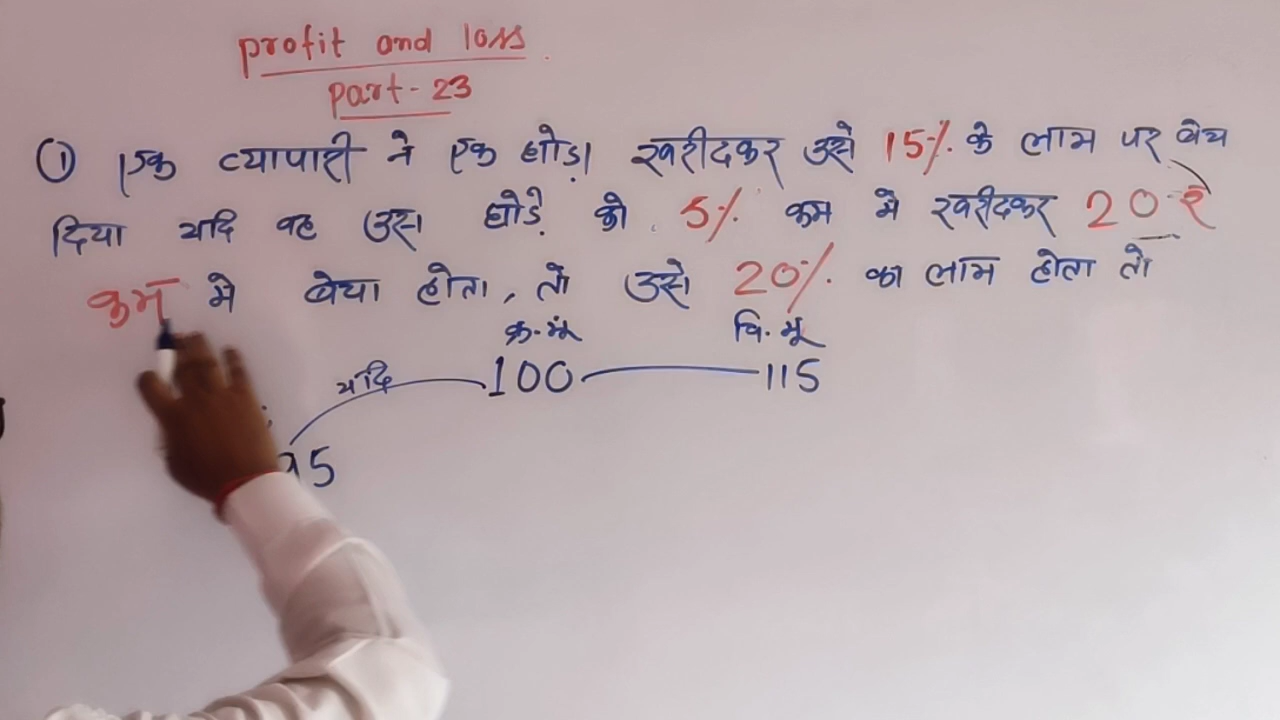 profit and loss
part - 23
① एक व्यापारी ने एक घोड़ा खरीदकर उसे 15% के लाभ पर बेच
दिया यदि वह उस घोड़े को 5% कम मे खरीदकर 20 ₹
कम मे बेचा होता, तो उसे 20% का लाभ होता तो
क्र. मू वि. मू
यदि 100 115
95